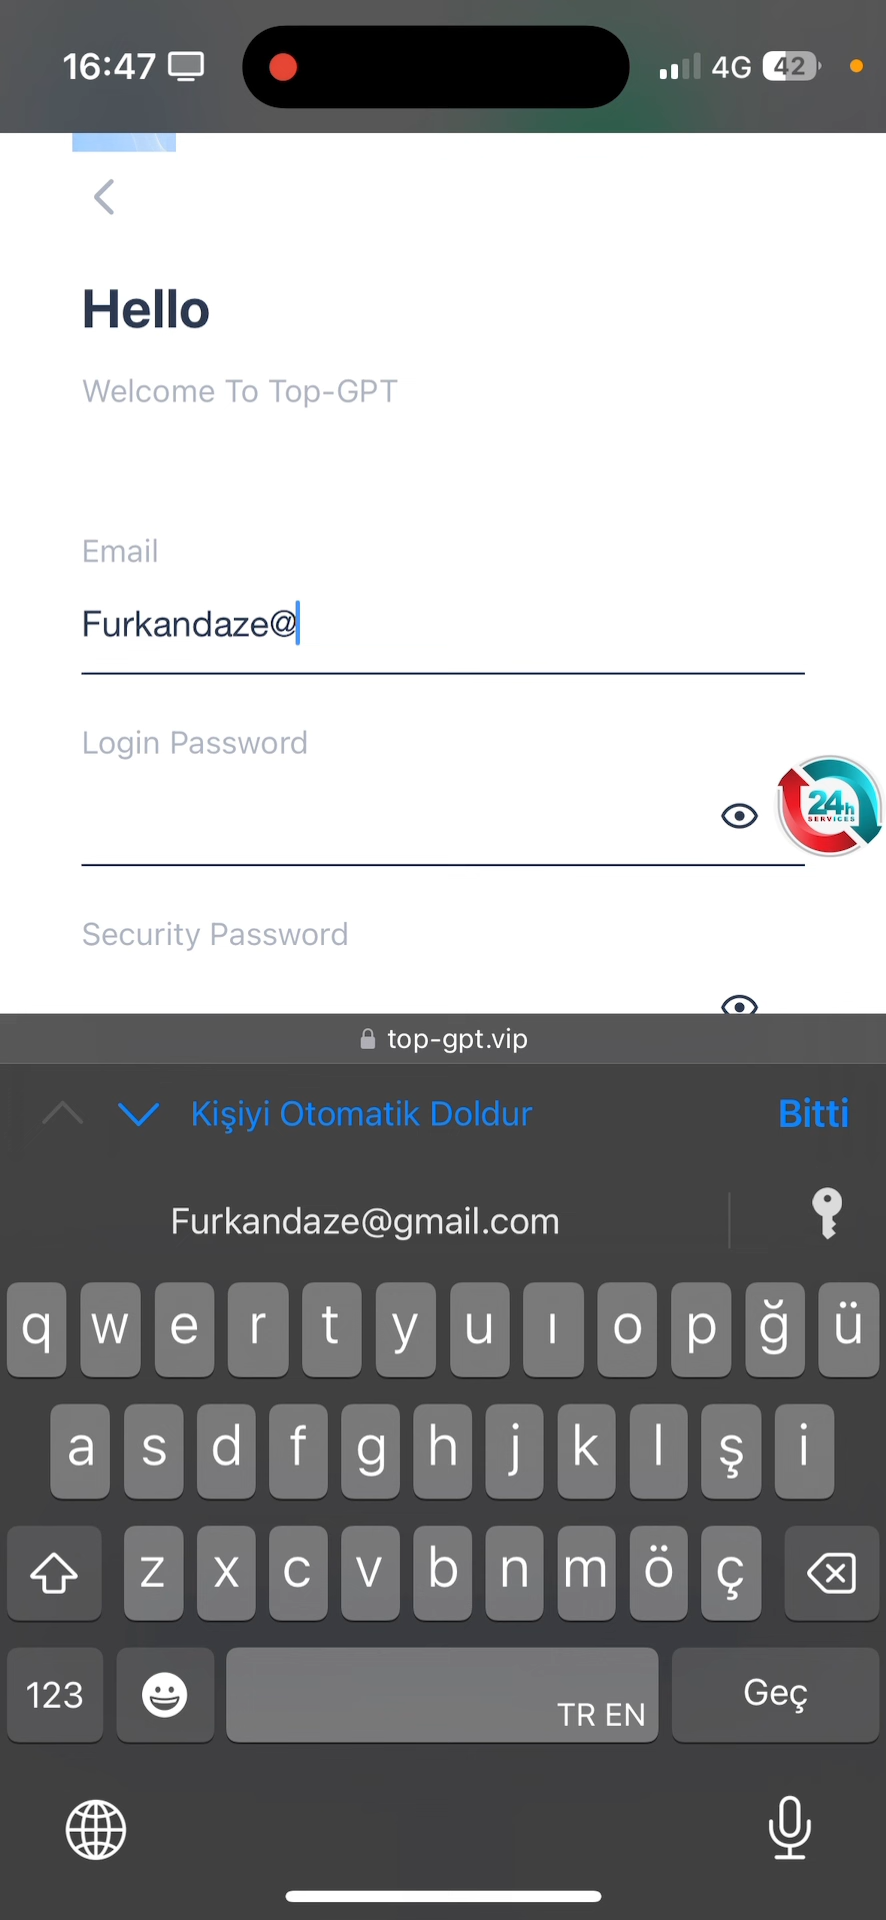 16:47
4G 42
Hello
Welcome To Top-GPT
Email
Furkandaze@
Login Password
24h
SERVICES
Security Password
top-gpt.vip
Kişiyi Otomatik Doldur
Bitti
Furkandaze@gmail.com
q w e r t y u ı o p ğ ü
a s d f g h j k l ş i
z x c v b n m ö ç
123
TR EN
Geç